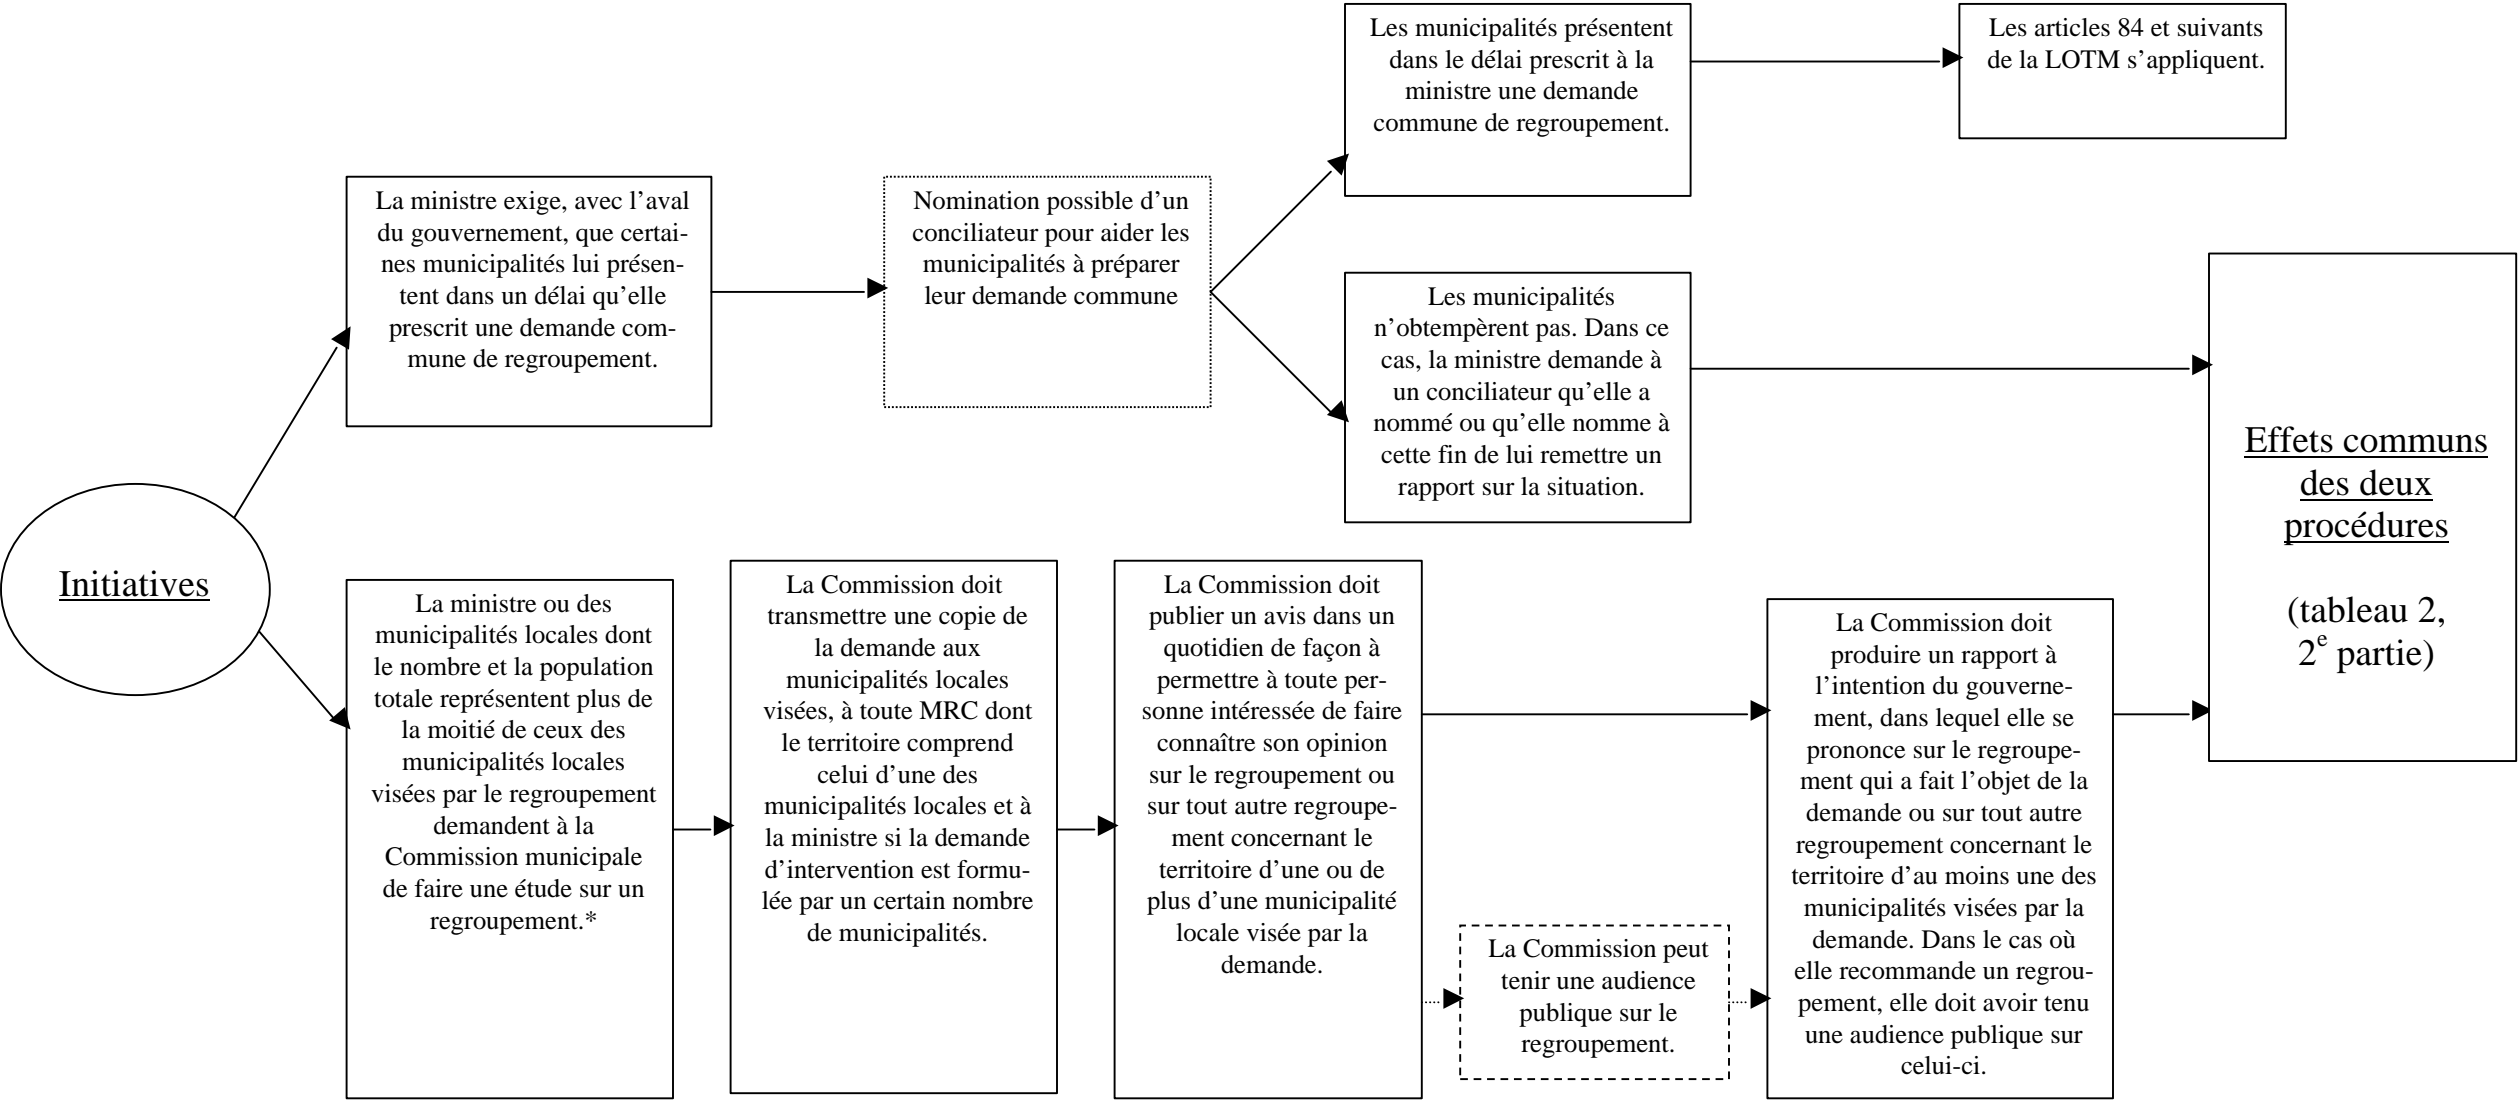 Les municipalités présentent
dans le délai prescrit à la
ministre une demande
commune de regroupement.
Les articles 84 et suivants
de la LOTM s’appliquent.
La ministre exige, avec l’aval
du gouvernement, que certai-
nes municipalités lui présen-
tent dans un délai qu’elle
prescrit une demande com-
mune de regroupement.
Nomination possible d’un
conciliateur pour aider les
municipalités à préparer
leur demande commune
Les municipalités
n’obtempèrent pas. Dans ce
cas, la ministre demande à
un conciliateur qu’elle a
nommé ou qu’elle nomme à
cette fin de lui remettre un
rapport sur la situation.
Effets communs
des deux
procédures
(tableau 2,
2e partie)
Initiatives
La ministre ou des
municipalités locales dont
le nombre et la population
totale représentent plus de
la moitié de ceux des
municipalités locales
visées par le regroupement
demandent à la
Commission municipale
de faire une étude sur un
regroupement.*
La Commission doit
transmettre une copie de
la demande aux
municipalités locales
visées, à toute MRC dont
le territoire comprend
celui d’une des
municipalités locales et à
la ministre si la demande
d’intervention est formu-
lée par un certain nombre
de municipalités.
La Commission doit
publier un avis dans un
quotidien de façon à
permettre à toute per-
sonne intéressée de faire
connaître son opinion
sur le regroupement ou
sur tout autre regroupe-
ment concernant le
territoire d’une ou de
plus d’une municipalité
locale visée par la
demande.
La Commission peut
tenir une audience
publique sur le
regroupement.
La Commission doit
produire un rapport à
l’intention du gouverne-
ment, dans lequel elle se
prononce sur le regroupe-
ment qui a fait l’objet de la
demande ou sur tout autre
regroupement concernant le
territoire d’au moins une des
municipalités visées par la
demande. Dans le cas où
elle recommande un regrou-
pement, elle doit avoir tenu
une audience publique sur
celui-ci.